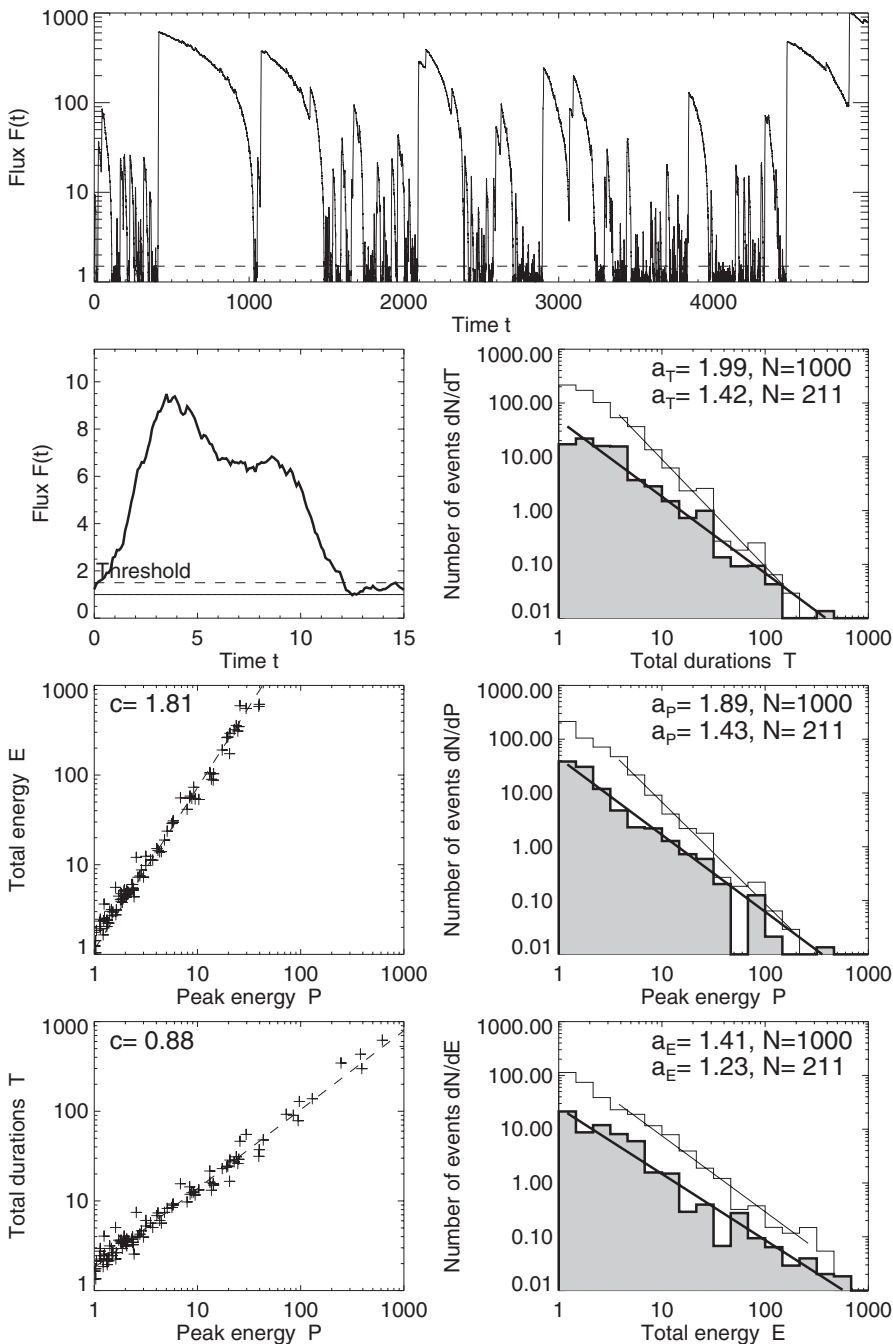 Flux F(t)
1000
100
10
1
0
1000
2000
3000
4000
Time t
Flux F(t)
10
8
6
4
2
0
Threshold
0
5
10
15
Time t
Number of events dN/dT
1000.00
100.00
10.00
1.00
0.10
0.01
a_T= 1.99, N=1000
a_T= 1.42, N= 211
1
10
100
1000
Total durations T
Total energy E
1000
100
10
1
c= 1.81
1
10
100
1000
Peak energy P
Number of events dN/dP
1000.00
100.00
10.00
1.00
0.10
0.01
a_P= 1.89, N=1000
a_P= 1.43, N= 211
1
10
100
1000
Peak energy P
Total durations T
1000
100
10
1
c= 0.88
1
10
100
1000
Peak energy P
Number of events dN/dE
1000.00
100.00
10.00
1.00
0.10
0.01
a_E= 1.41, N=1000
a_E= 1.23, N= 211
1
10
100
1000
Total energy E